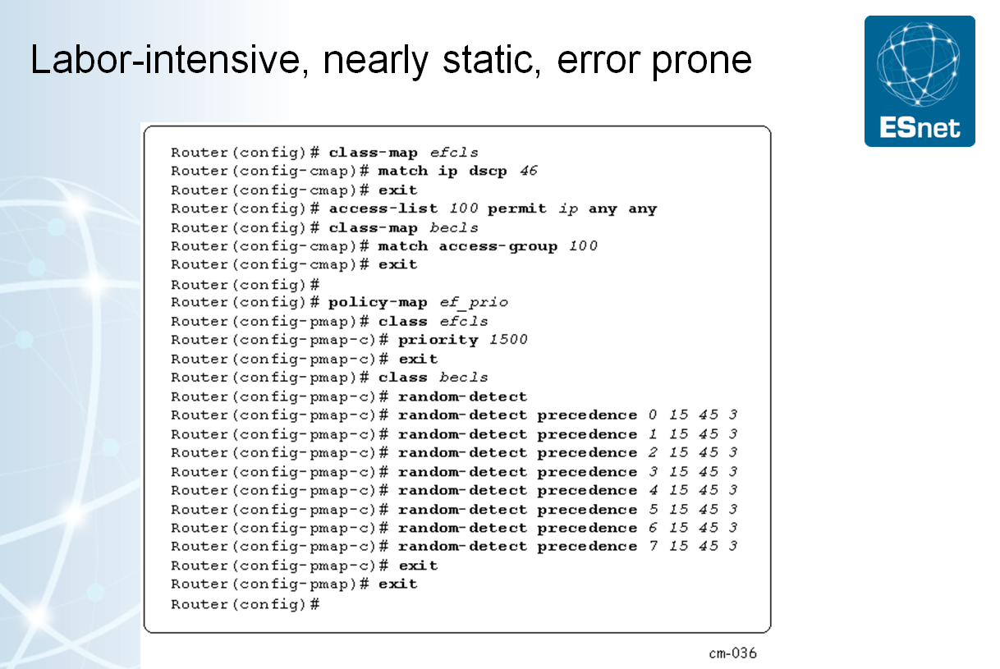 Labor-intensive, nearly static, error prone
ESnet
Router(config)# class-map efcls
Router(config-cmap)# match ip dscp 46
Router(config-cmap)# exit
Router(config)# access-list 100 permit ip any any
Router(config)# class-map becls
Router(config-cmap)# match access-group 100
Router(config-cmap)# exit
Router(config)#
Router(config)# policy-map ef_prio
Router(config-pmap)# class efcls
Router(config-pmap-c)# priority 1500
Router(config-pmap-c)# exit
Router(config-pmap)# class becls
Router(config-pmap-c)# random-detect
Router(config-pmap-c)# random-detect precedence 0 15 45 3
Router(config-pmap-c)# random-detect precedence 1 15 45 3
Router(config-pmap-c)# random-detect precedence 2 15 45 3
Router(config-pmap-c)# random-detect precedence 3 15 45 3
Router(config-pmap-c)# random-detect precedence 4 15 45 3
Router(config-pmap-c)# random-detect precedence 5 15 45 3
Router(config-pmap-c)# random-detect precedence 6 15 45 3
Router(config-pmap-c)# random-detect precedence 7 15 45 3
Router(config-pmap-c)# exit
Router(config-pmap)# exit
Router(config)#
cm-036